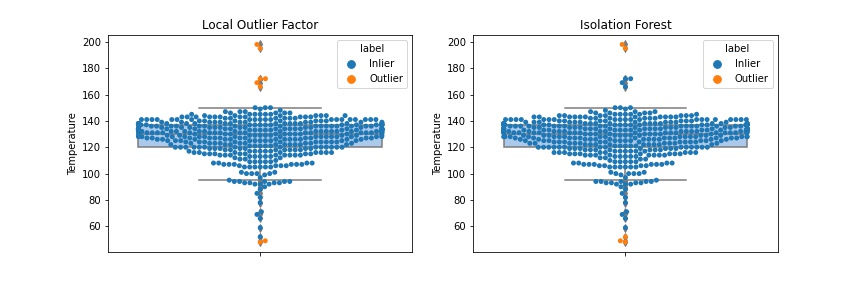 Local Outlier Factor
Temperature
200
180
160
140
120
100
80
60
label
Inlier
Outlier
Isolation Forest
Temperature
200
180
160
140
120
100
80
60
label
Inlier
Outlier